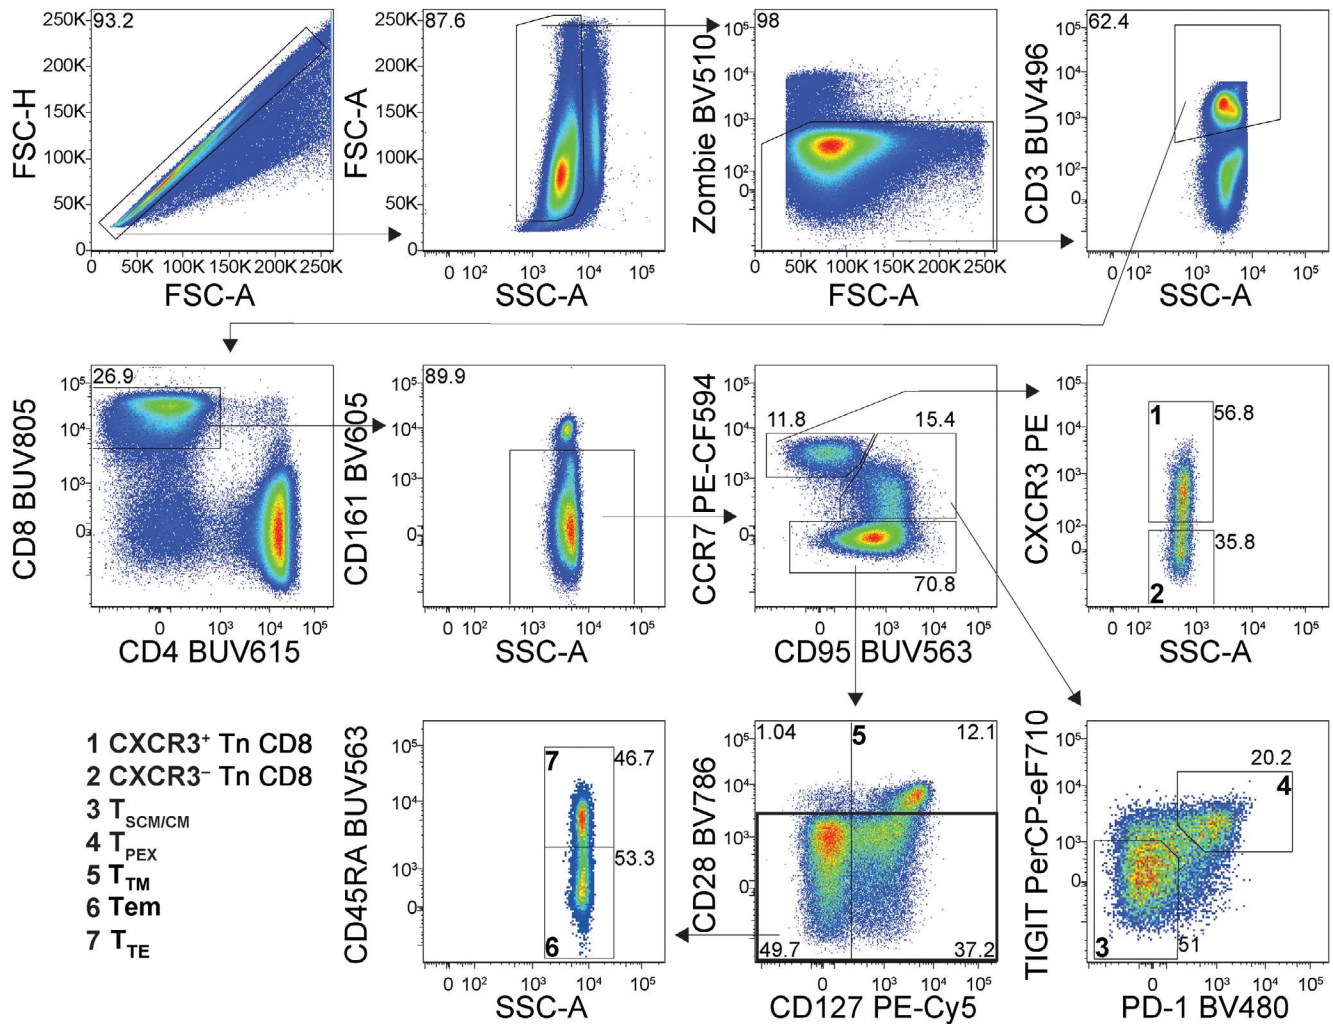 93.2
250K
200K
150K
100K
50K
0
FSC-H
0 50K 100K 150K 200K 250K
FSC-A
87.6
250K
200K
150K
100K
50K
0
FSC-A
0 10² 10³ 10⁴ 10⁵
SSC-A
98
10⁵
10⁴
10³
10²
0
Zombie BV510
0 50K 100K 150K 200K 250K
FSC-A
62.4
10⁵
10⁴
10³
10²
0
CD3 BUV496
0 10² 10³ 10⁴ 10⁵
SSC-A
26.9
10⁵
10⁴
10³
0
CD8 BUV805
0 10³ 10⁴ 10⁵
CD4 BUV615
89.9
10⁵
10⁴
10³
0
CD161 BV605
0 10² 10³ 10⁴ 10⁵
SSC-A
10⁵
10⁴
10³
0
11.8
15.4
70.8
CCR7 PE-CF594
0 10³ 10⁴ 10⁵
CD95 BUV563
10⁵
10⁴
10³
10²
0
1
56.8
35.8
2
CXCR3 PE
0 10² 10³ 10⁴ 10⁵
SSC-A
1 CXCR3⁺ Tn CD8
2 CXCR3⁻ Tn CD8
3 T_SCM/CM
4 T_PEX
5 T_TM
6 Tem
7 T_TE
10⁵
10⁴
10³
0
7
46.7
53.3
6
CD45RA BUV563
0 10² 10³ 10⁴ 10⁵
SSC-A
1.04
5
12.1
10⁵
10⁴
10³
0
49.7
37.2
CD28 BV786
0 10³ 10⁴ 10⁵
CD127 PE-Cy5
10⁵
10⁴
10³
0
20.2
4
3
51
TIGIT PerCP-eF710
0 10³ 10⁴ 10⁵
PD-1 BV480